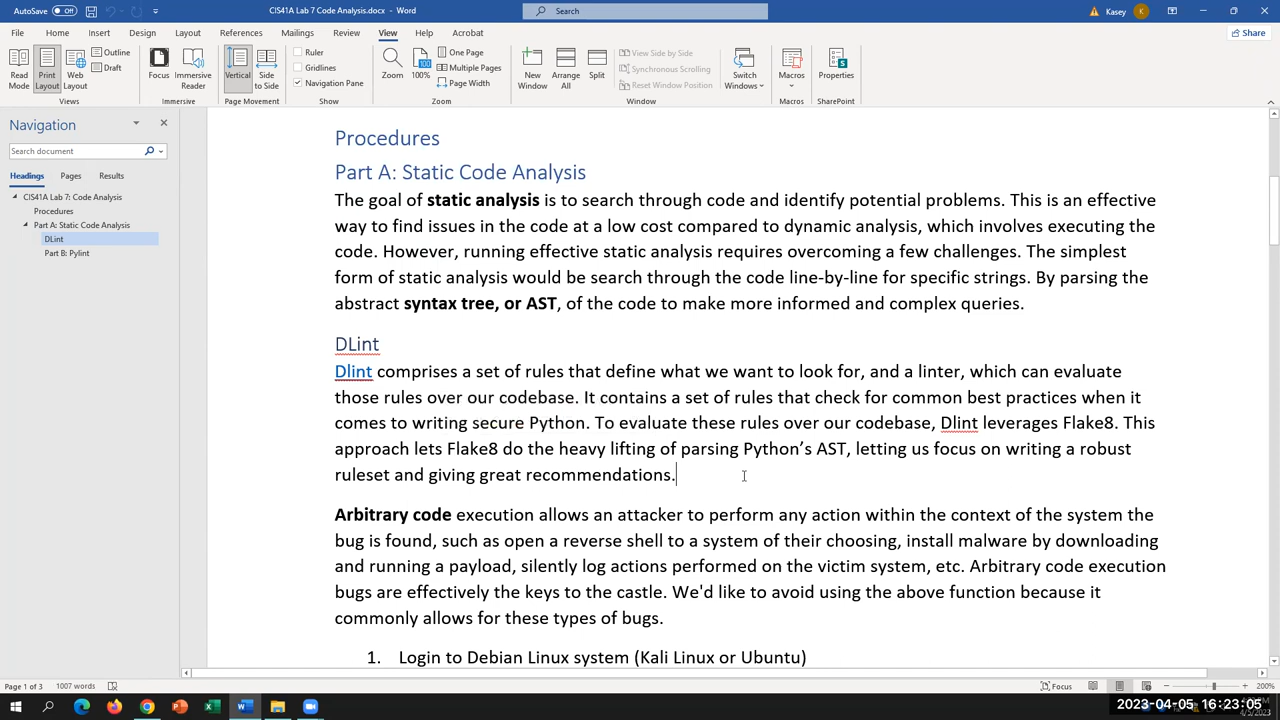 AutoSave Off CIS41A Lab 7 Code Analysis.docx Search Kasey
File Home Insert Design Layout References Mailings Review View Help Acrobat Share
Read Mode Print Layout Web Layout Outline Draft Views
Focus Immersive Reader Immersive
Vertical Side to Side Page Movement
Ruler Gridlines Navigation Pane Show
Zoom 100% One Page Multiple Pages Page Width Zoom
New Window Arrange All Split View Side by Side Synchronous Scrolling Reset Window Position Switch Windows Window
Macros Macros
Properties SharePoint
Navigation
Search document
Headings Pages Results
CIS41A Lab 7: Code Analysis
Procedures
Part A: Static Code Analysis
DLint
Part B: Pylint
Procedures
Part A: Static Code Analysis
The goal of static analysis is to search through code and identify potential problems. This is an effective
way to find issues in the code at a low cost compared to dynamic analysis, which involves executing the
code. However, running effective static analysis requires overcoming a few challenges. The simplest
form of static analysis would be search through the code line-by-line for specific strings. By parsing the
abstract syntax tree, or AST, of the code to make more informed and complex queries.
DLint
Dlint comprises a set of rules that define what we want to look for, and a linter, which can evaluate
those rules over our codebase. It contains a set of rules that check for common best practices when it
comes to writing secure Python. To evaluate these rules over our codebase, Dlint leverages Flake8. This
approach lets Flake8 do the heavy lifting of parsing Python’s AST, letting us focus on writing a robust
ruleset and giving great recommendations.
Arbitrary code execution allows an attacker to perform any action within the context of the system the
bug is found, such as open a reverse shell to a system of their choosing, install malware by downloading
and running a payload, silently log actions performed on the victim system, etc. Arbitrary code execution
bugs are effectively the keys to the castle. We'd like to avoid using the above function because it
commonly allows for these types of bugs.
1. Login to Debian Linux system (Kali Linux or Ubuntu)
Page 1 of 3 1007 words Focus 200%
2023-04-05 16:23:05
4/5/2023